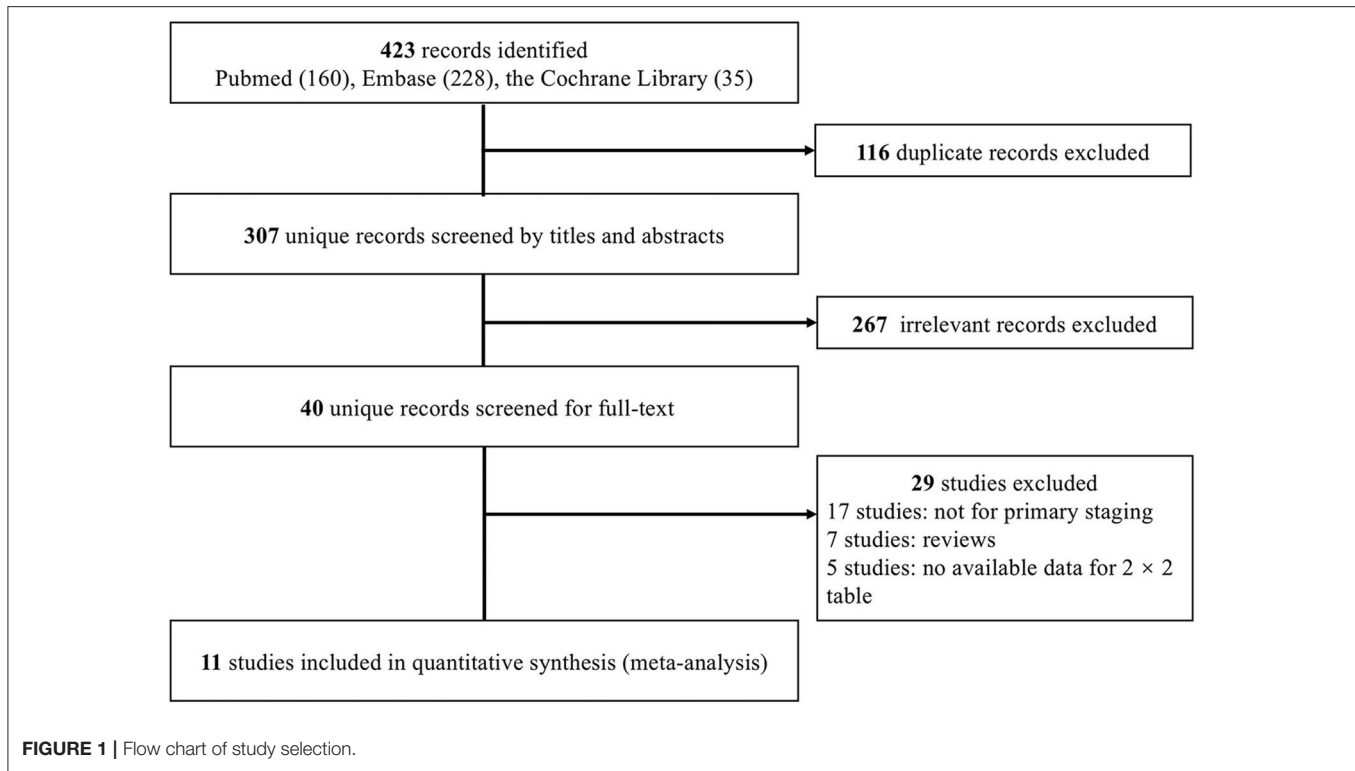 423 records identified
Pubmed (160), Embase (228), the Cochrane Library (35)
116 duplicate records excluded
307 unique records screened by titles and abstracts
267 irrelevant records excluded
40 unique records screened for full-text
29 studies excluded
17 studies: not for primary staging
7 studies: reviews
5 studies: no available data for 2 × 2
table
11 studies included in quantitative synthesis (meta-analysis)
FIGURE 1 | Flow chart of study selection.